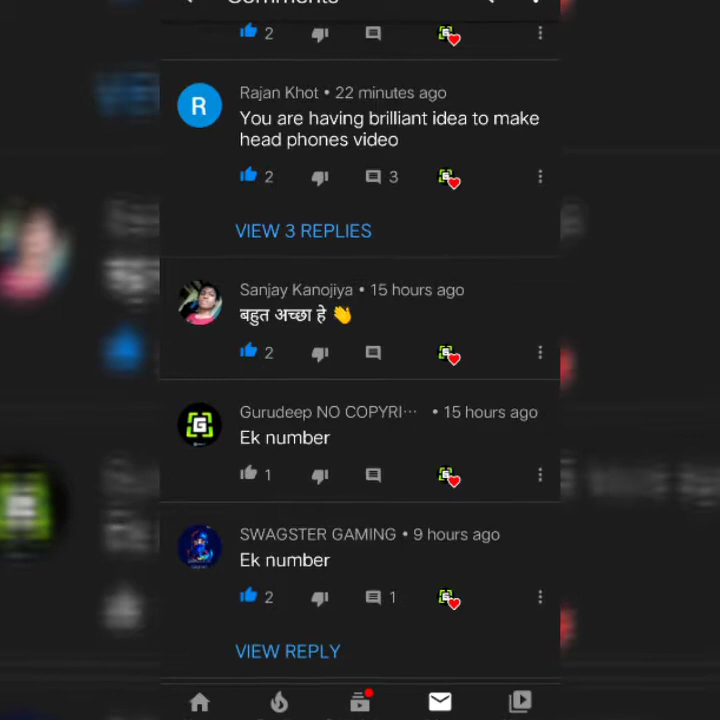 Comments
2
Rajan Khot • 22 minutes ago
You are having brilliant idea to make
head phones video
2 3
VIEW 3 REPLIES
Sanjay Kanojiya • 15 hours ago
बहुत अच्छा हे 👏
2
Gurudeep NO COPYRI... • 15 hours ago
Ek number
1
SWAGSTER GAMING • 9 hours ago
Ek number
2 1
VIEW REPLY